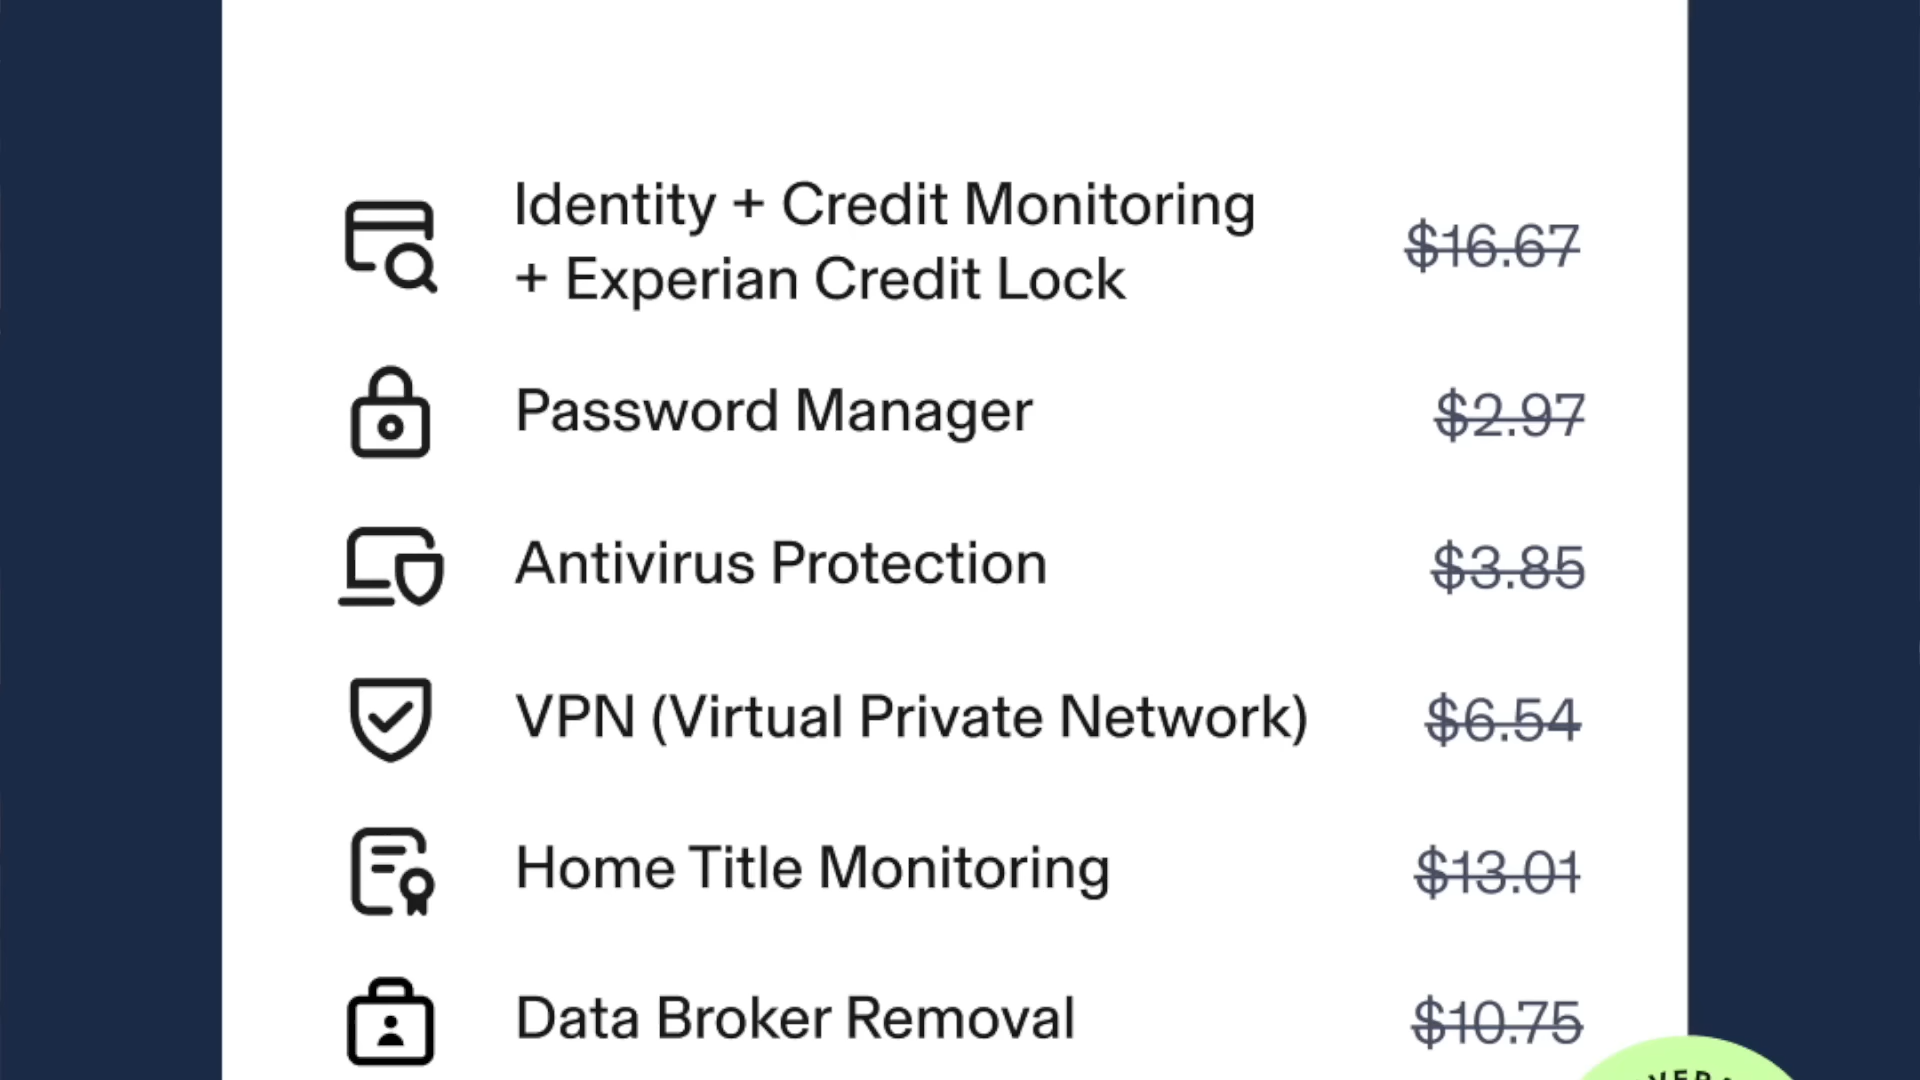 Identity + Credit Monitoring
+ Experian Credit Lock
$16.67
Password Manager
$2.97
Antivirus Protection
$3.85
VPN (Virtual Private Network)
$6.54
Home Title Monitoring
$13.01
Data Broker Removal
$10.75